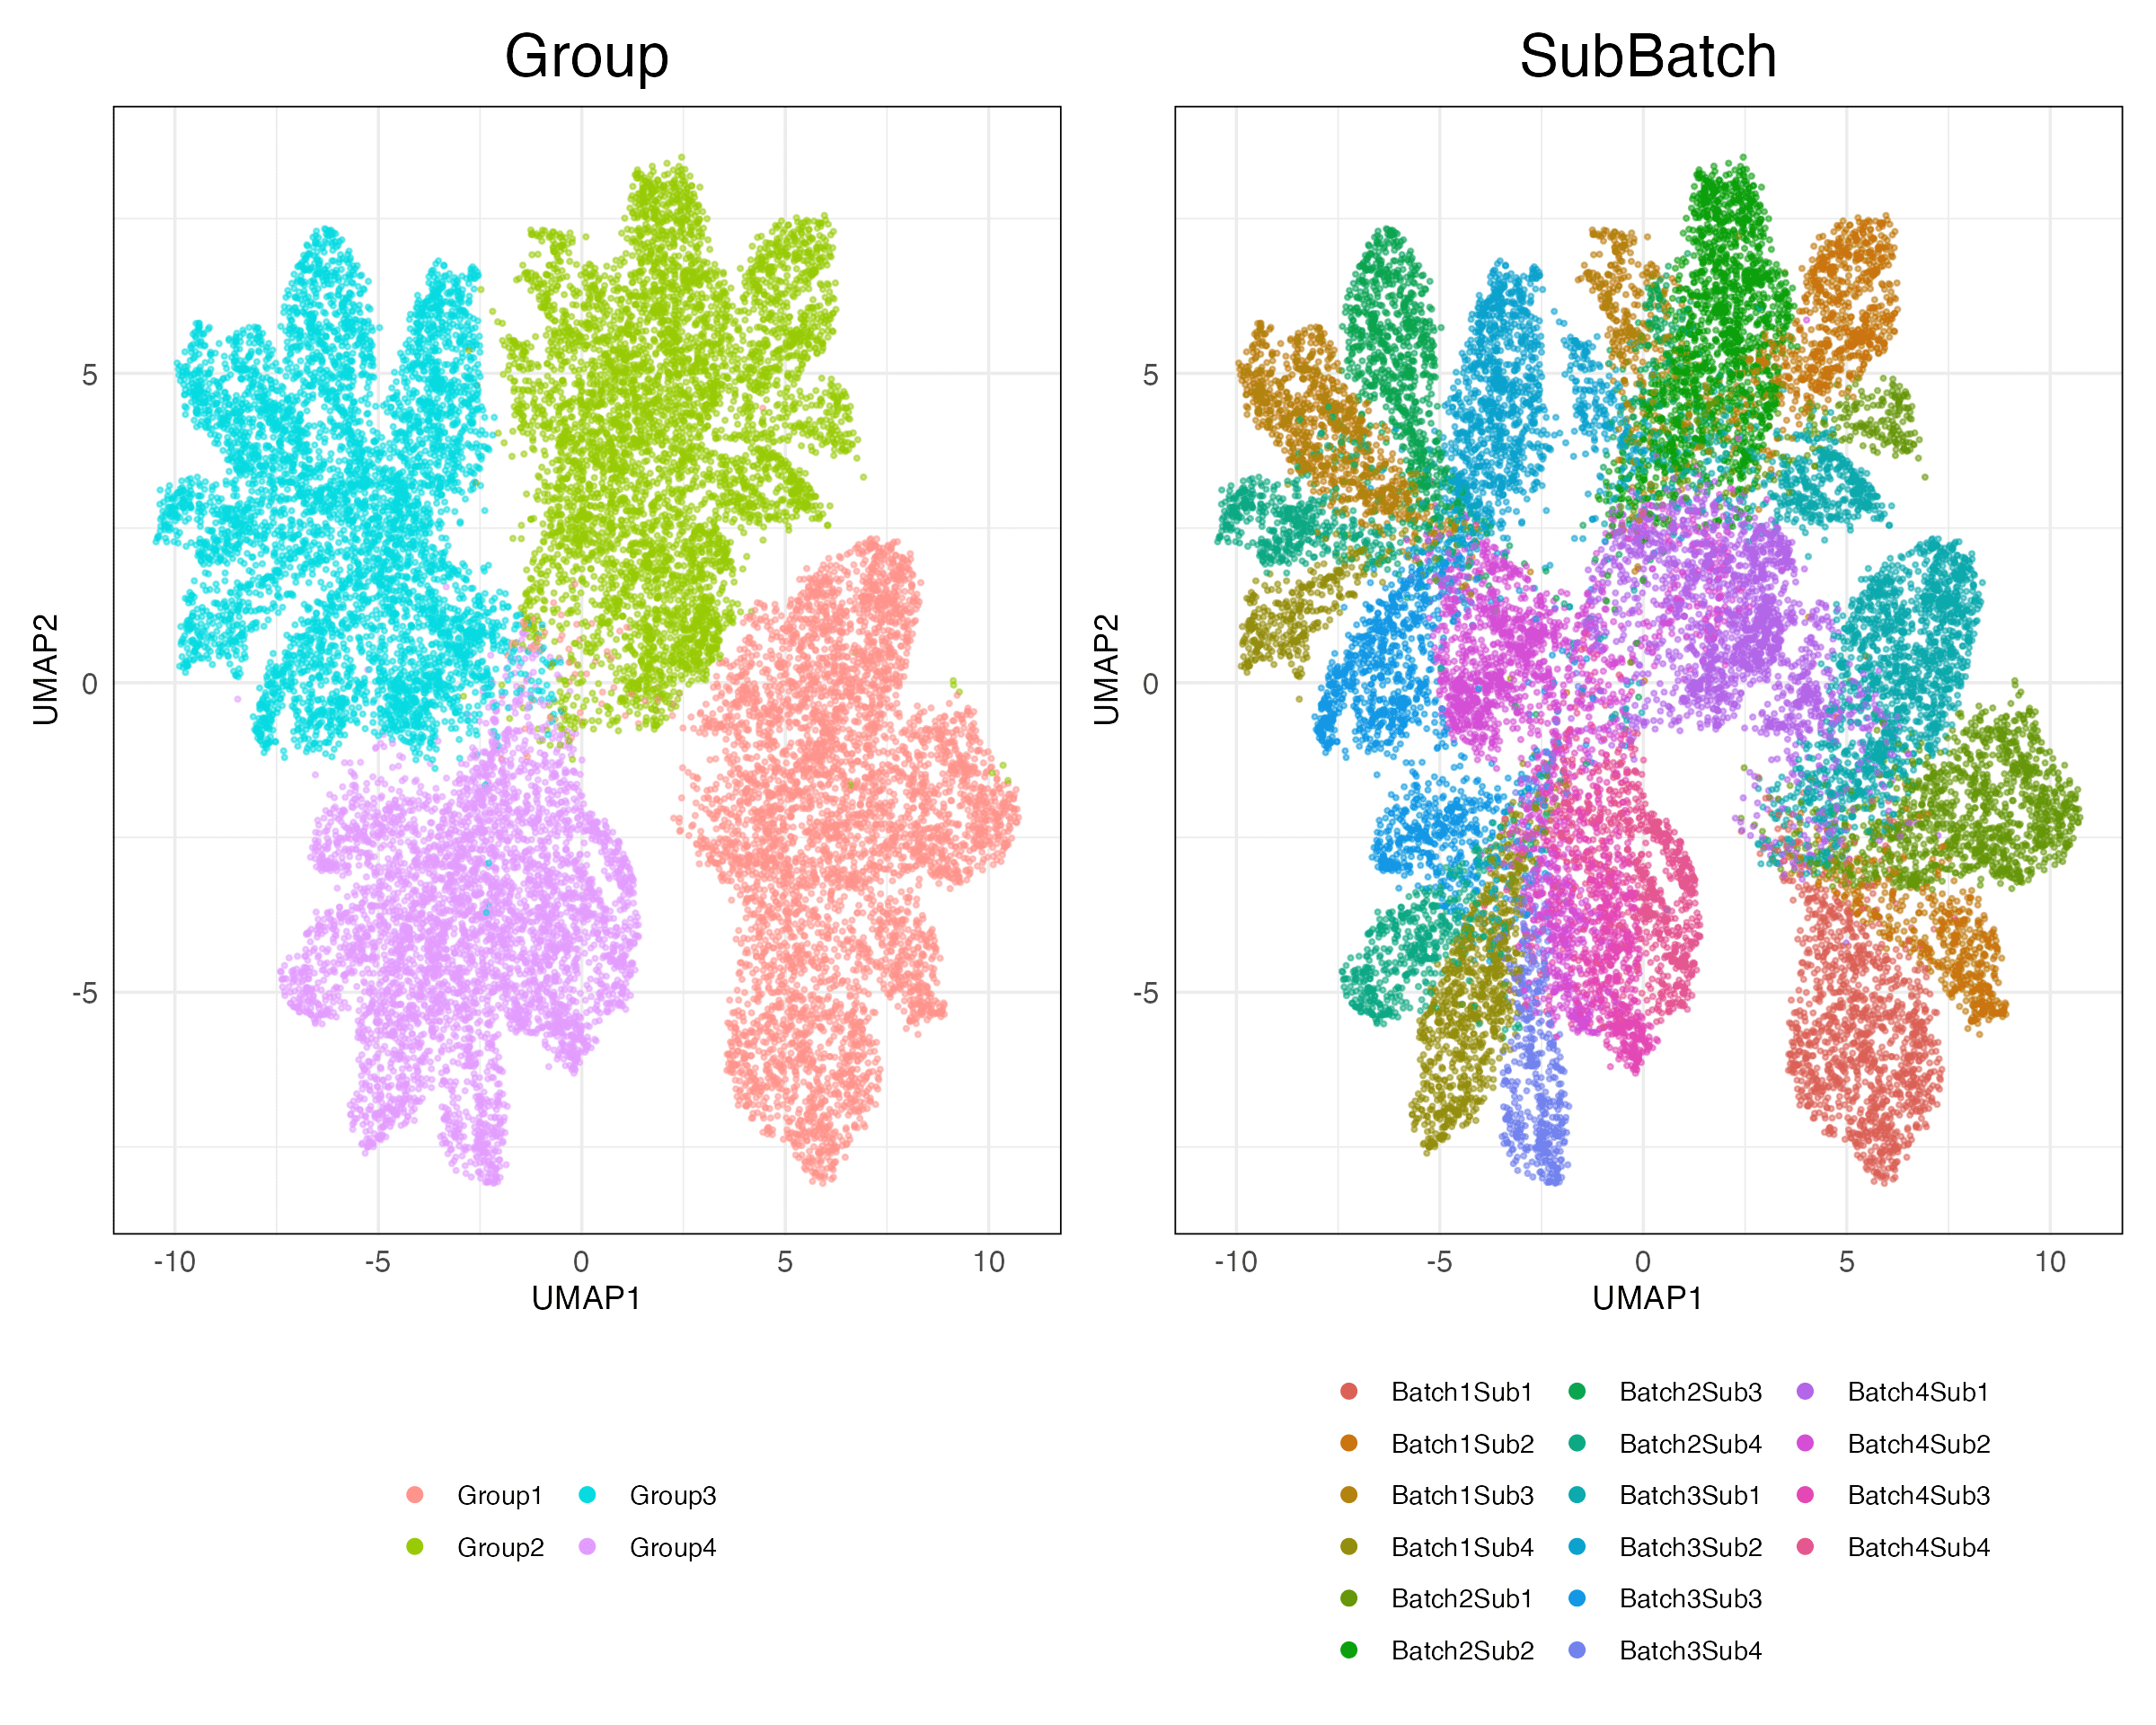 Group
SubBatch
UMAP2
5
0
-5
-10
-5
0
5
10
UMAP1
UMAP2
5
0
-5
-10
-5
0
5
10
UMAP1
Group1
Group3
Group2
Group4
Batch1Sub1
Batch2Sub3
Batch4Sub1
Batch1Sub2
Batch2Sub4
Batch4Sub2
Batch1Sub3
Batch3Sub1
Batch4Sub3
Batch1Sub4
Batch3Sub2
Batch4Sub4
Batch2Sub1
Batch3Sub3
Batch2Sub2
Batch3Sub4